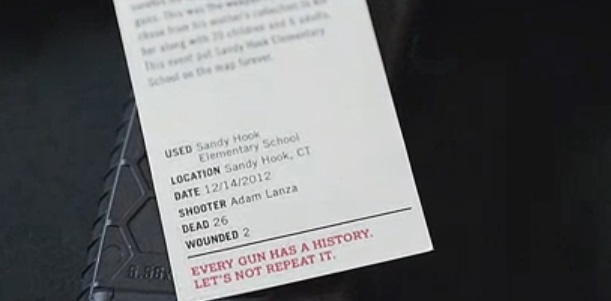 guns. This was the weapon
chose from his mother's collection to kill
her along with 20 children and 6 adults.
This event put Sandy Hook Elementary
School on the map forever.
USED Sandy Hook
Elementary School
LOCATION Sandy Hook, CT
DATE 12/14/2012
SHOOTER Adam Lanza
DEAD 26
WOUNDED 2
EVERY GUN HAS A HISTORY.
LET'S NOT REPEAT IT.